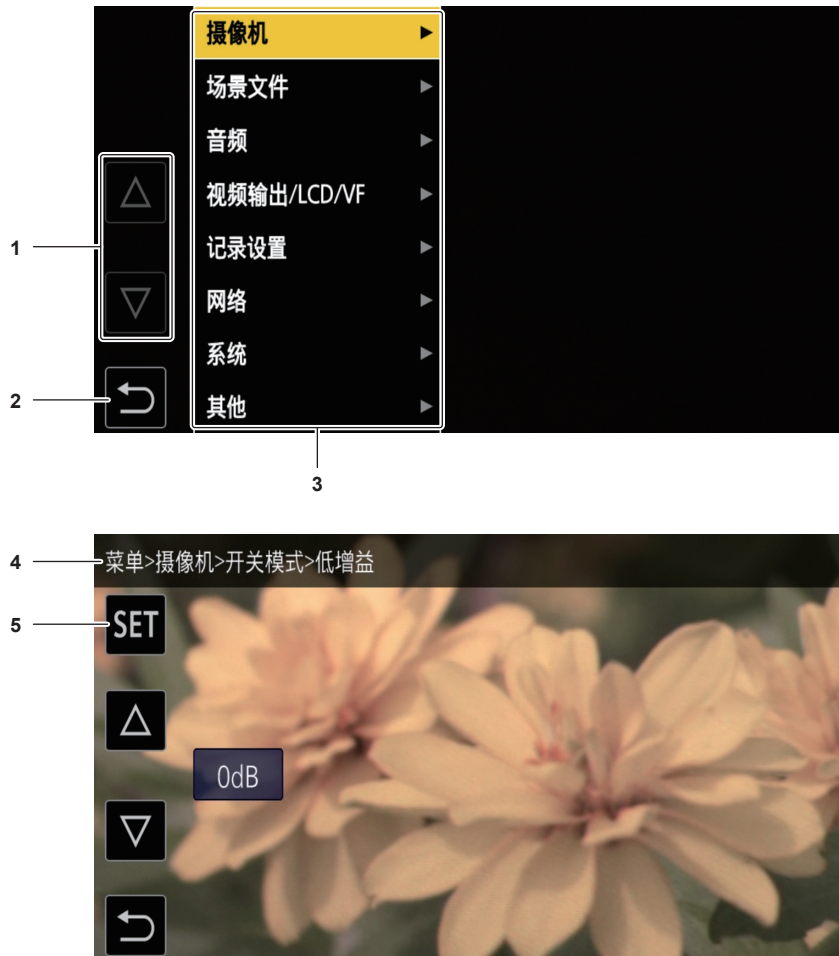 摄像机
场景文件
音频
视频输出/LCD/VF
1
记录设置
网络
系统
2
其他
3
4
菜单>摄像机>开关模式>低增益
5
SET
0dB